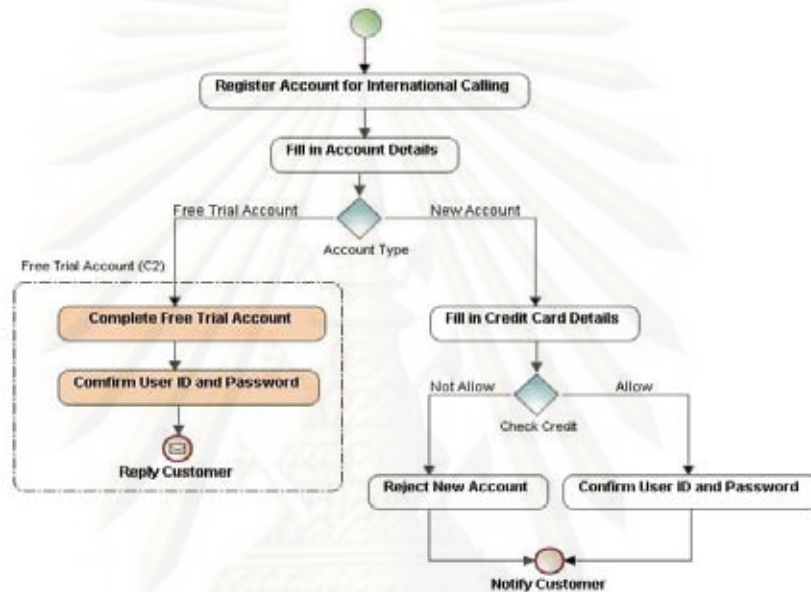 Register Account for International Calling
Fill in Account Details
Free Trial Account
New Account
Account Type
Free Trial Account (C2)
Complete Free Trial Account
Fill in Credit Card Details
Comfirm User ID and Password
Not Allow
Allow
Check Credit
Reply Customer
Reject New Account
Confirm User ID and Password
Notify Customer